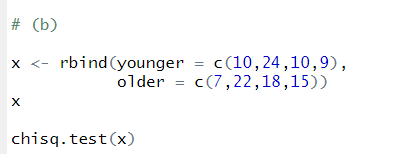 # (b)
x <- rbind(younger = c(10,24,10,9),
older = c(7,22,18,15))
x
chisq.test(x)